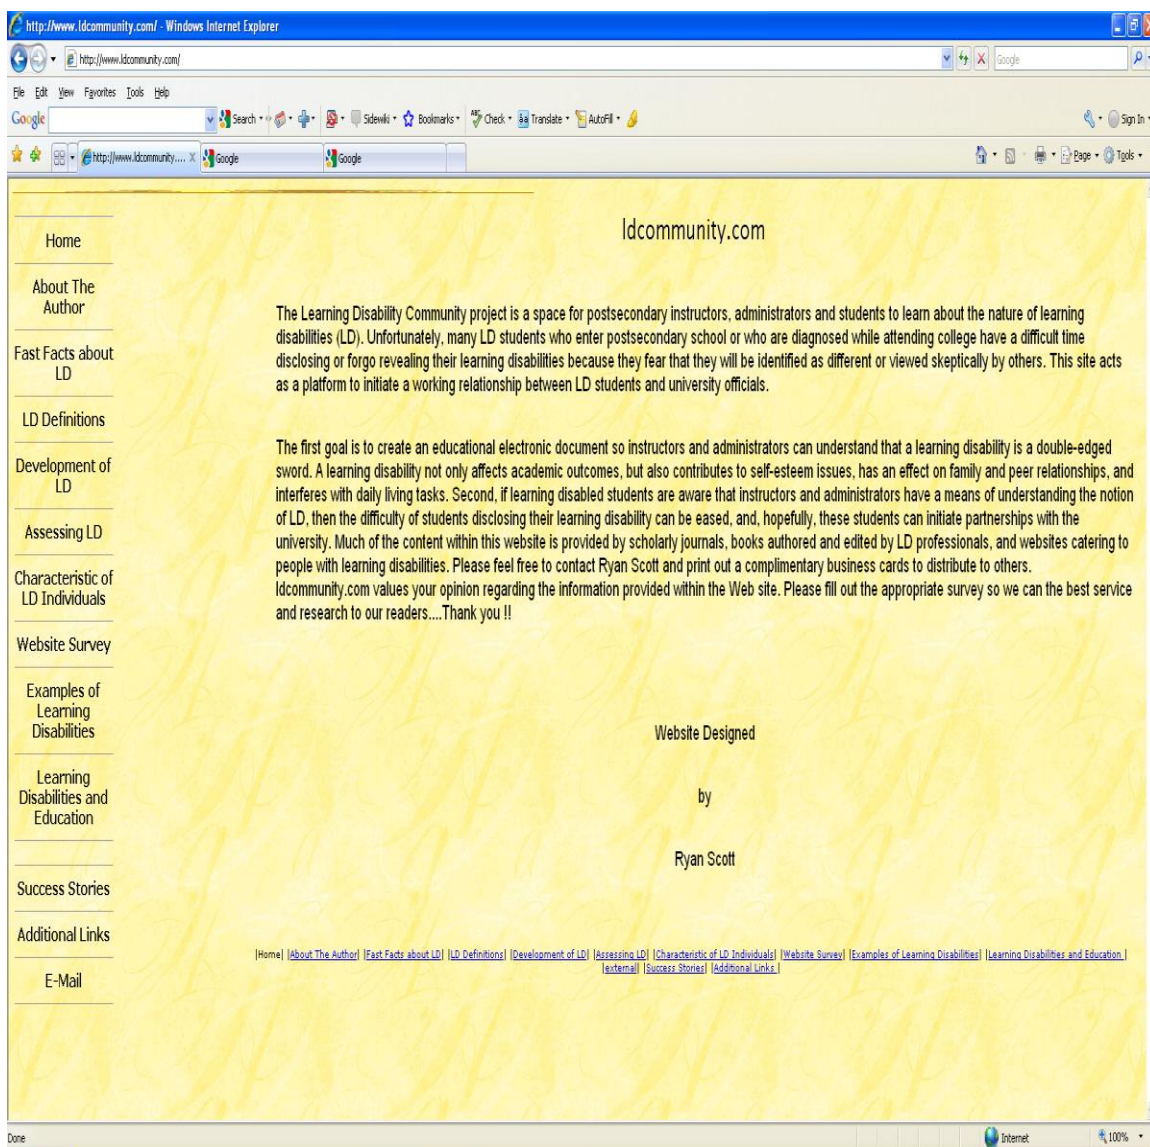 http://www.ldcommunity.com/ - Windows Internet Explorer
http://www.ldcommunity.com/
Google
File Edit View Favorites Tools Help
Google
Search
Sidewiki
Bookmarks
Check
Translate
AutoFill
Sign In
http://www.ldcommunity.... X
Google
Google
Page
Tools
ldcommunity.com
Home
About The
Author
Fast Facts about
LD
LD Definitions
Development of
LD
Assessing LD
Characteristic of
LD Individuals
Website Survey
Examples of
Learning
Disabilities
Learning
Disabilities and
Education
Success Stories
Additional Links
E-Mail
The Learning Disability Community project is a space for postsecondary instructors, administrators and students to learn about the nature of learning
disabilities (LD). Unfortunately, many LD students who enter postsecondary school or who are diagnosed while attending college have a difficult time
disclosing or forgo revealing their learning disabilities because they fear that they will be identified as different or viewed skeptically by others. This site acts
as a platform to initiate a working relationship between LD students and university officials.
The first goal is to create an educational electronic document so instructors and administrators can understand that a learning disability is a double-edged
sword. A learning disability not only affects academic outcomes, but also contributes to self-esteem issues, has an effect on family and peer relationships, and
interferes with daily living tasks. Second, if learning disabled students are aware that instructors and administrators have a means of understanding the notion
of LD, then the difficulty of students disclosing their learning disability can be eased, and, hopefully, these students can initiate partnerships with the
university. Much of the content within this website is provided by scholarly journals, books authored and edited by LD professionals, and websites catering to
people with learning disabilities. Please feel free to contact Ryan Scott and print out a complimentary business cards to distribute to others.
ldcommunity.com values your opinion regarding the information provided within the Web site. Please fill out the appropriate survey so we can the best service
and research to our readers....Thank you !!
Website Designed
by
Ryan Scott
|Home| |About The Author| |Fast Facts about LD| |LD Definitions| |Development of LD| |Assessing LD| |Characteristic of LD Individuals| |Website Survey| |Examples of Learning Disabilities| |Learning Disabilities and Education |
|external| |Success Stories| |Additional Links |
Done
Internet
100%